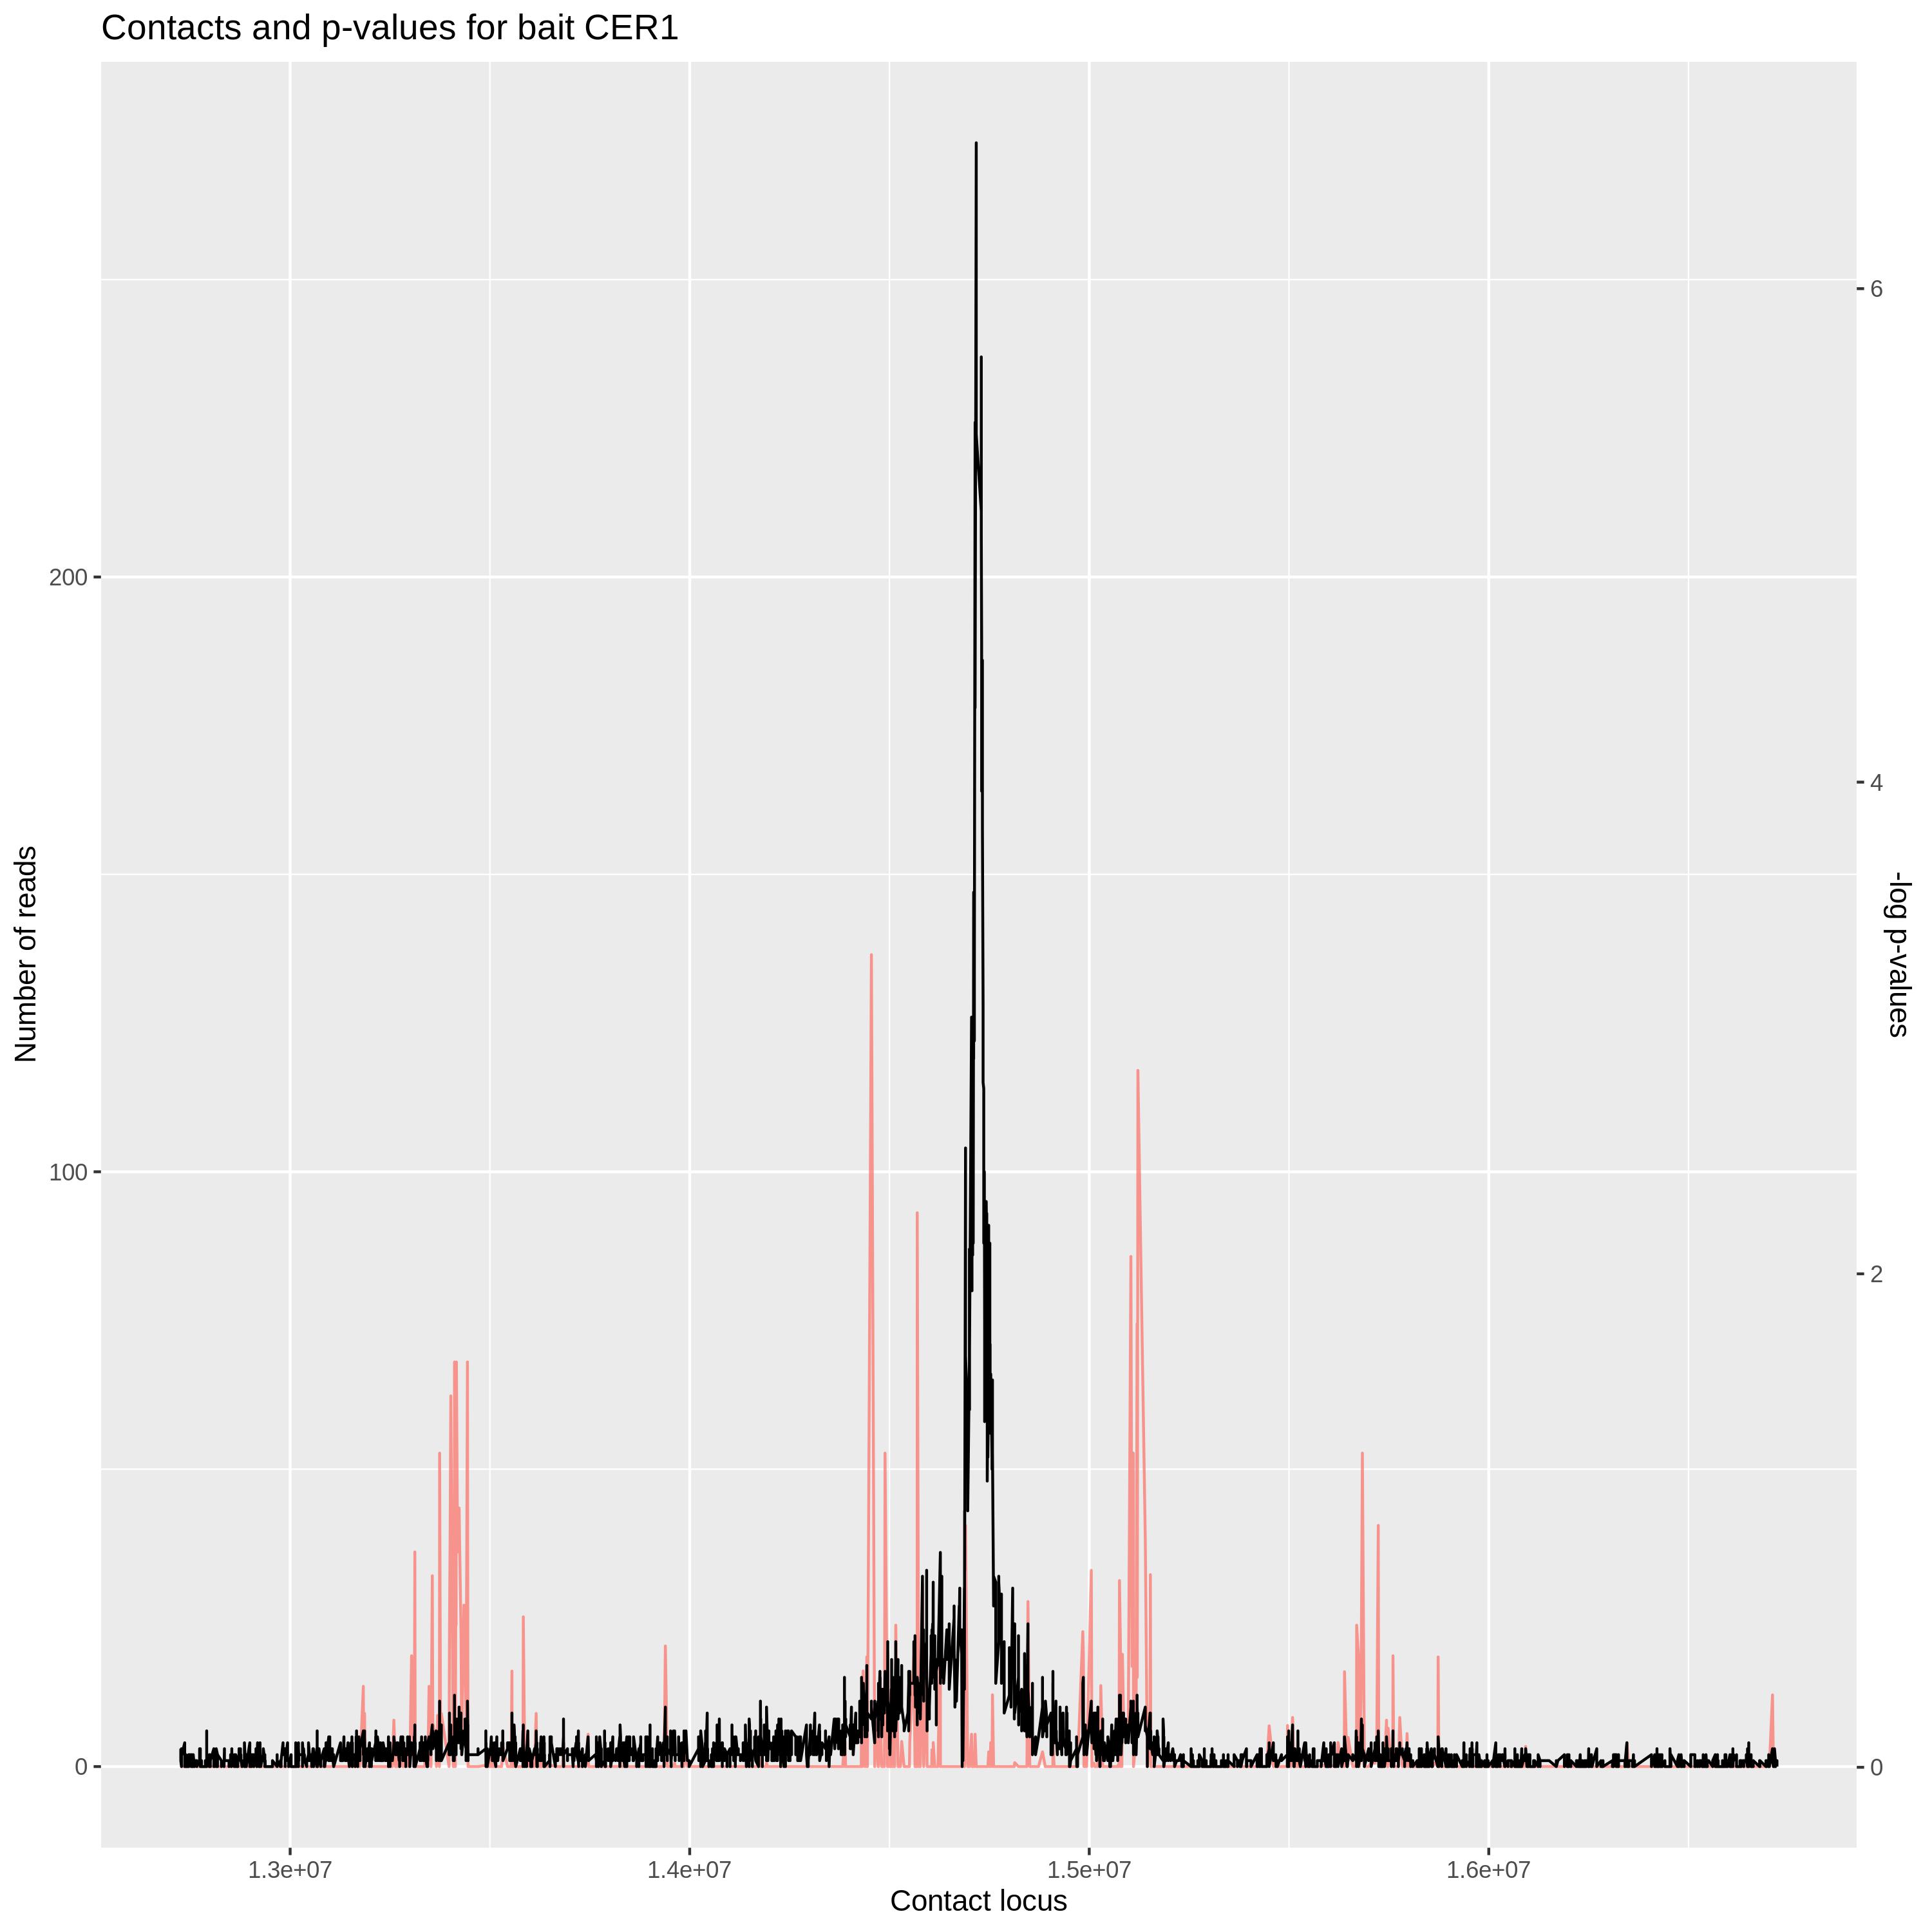 Contacts and p-values for bait CER1
Number of reads
200
100
0
6
4
2
0
-log p-values
1.3e+07
1.4e+07
1.5e+07
1.6e+07
Contact locus